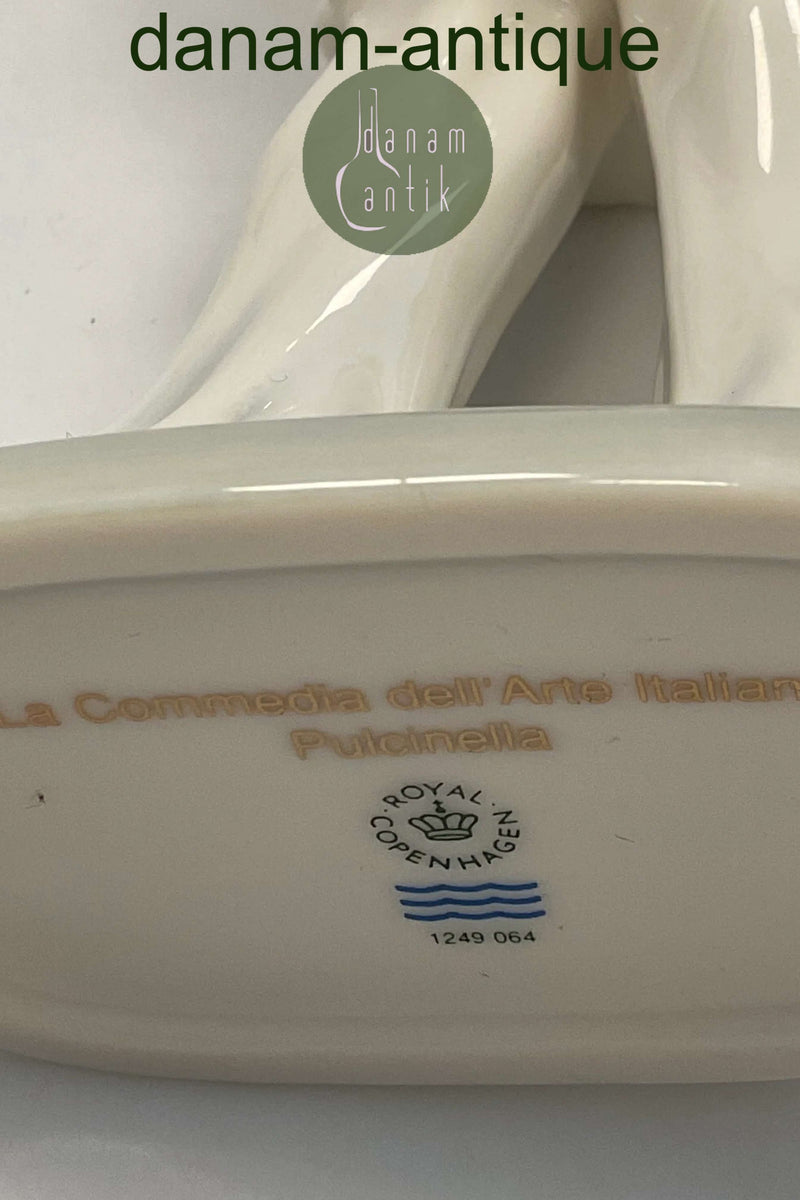 danam-antique
danam
antik
La Commedia dell'Arte Italian
Pulcinella
ROYAL
COPENHAGEN
1249 064